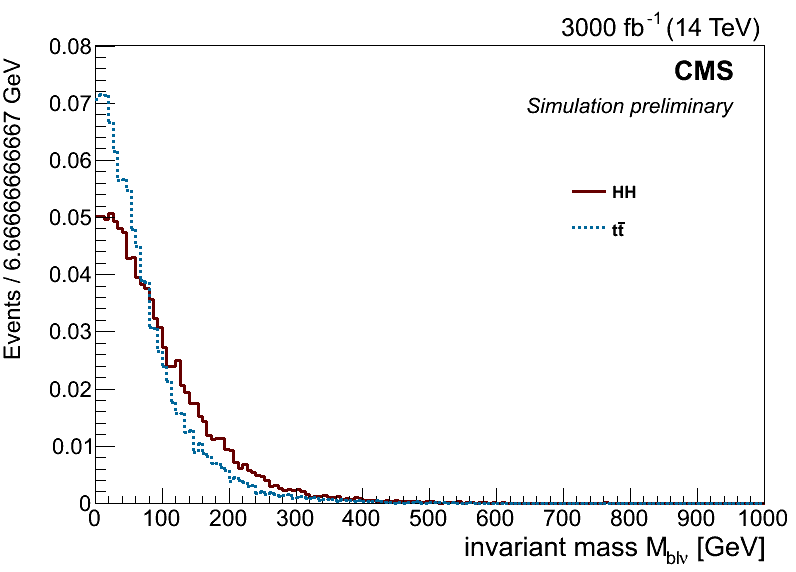 3000 fb⁻¹ (14 TeV)
CMS
Simulation preliminary
HH
tt̄
Events / 6.66666666667 GeV
0.08
0.07
0.06
0.05
0.04
0.03
0.02
0.01
0
0 100 200 300 400 500 600 700 800 900 1000
invariant mass M_blν [GeV]